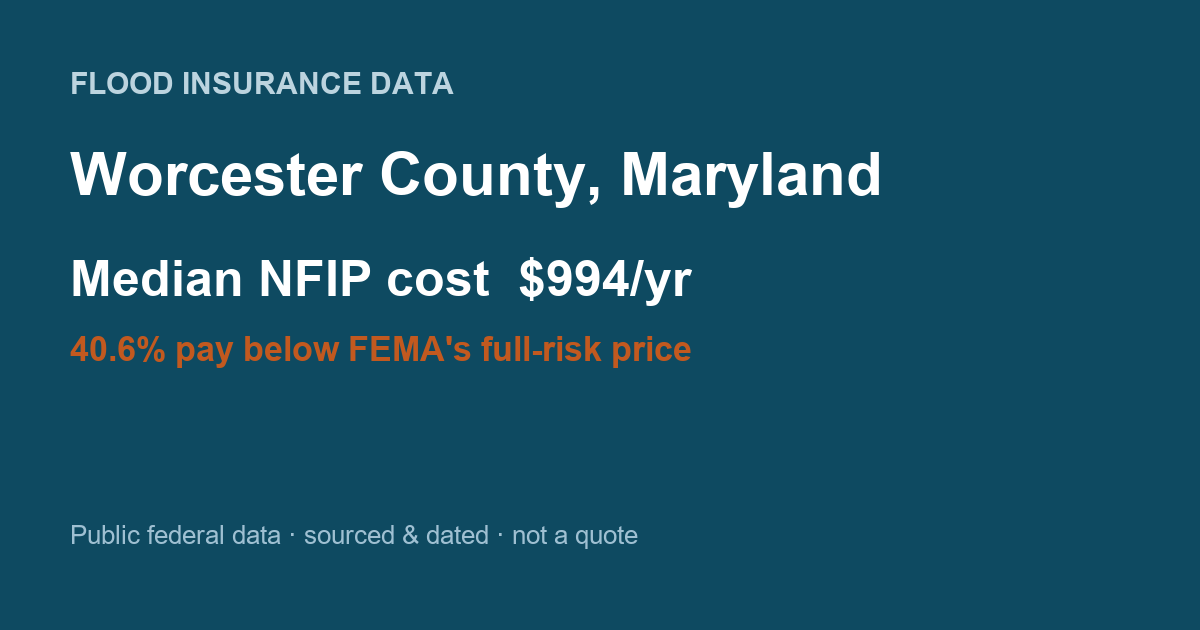 FLOOD INSURANCE DATA
Worcester County, Maryland
Median NFIP cost  $994/yr
40.6% pay below FEMA's full-risk price
Public federal data · sourced & dated · not a quote